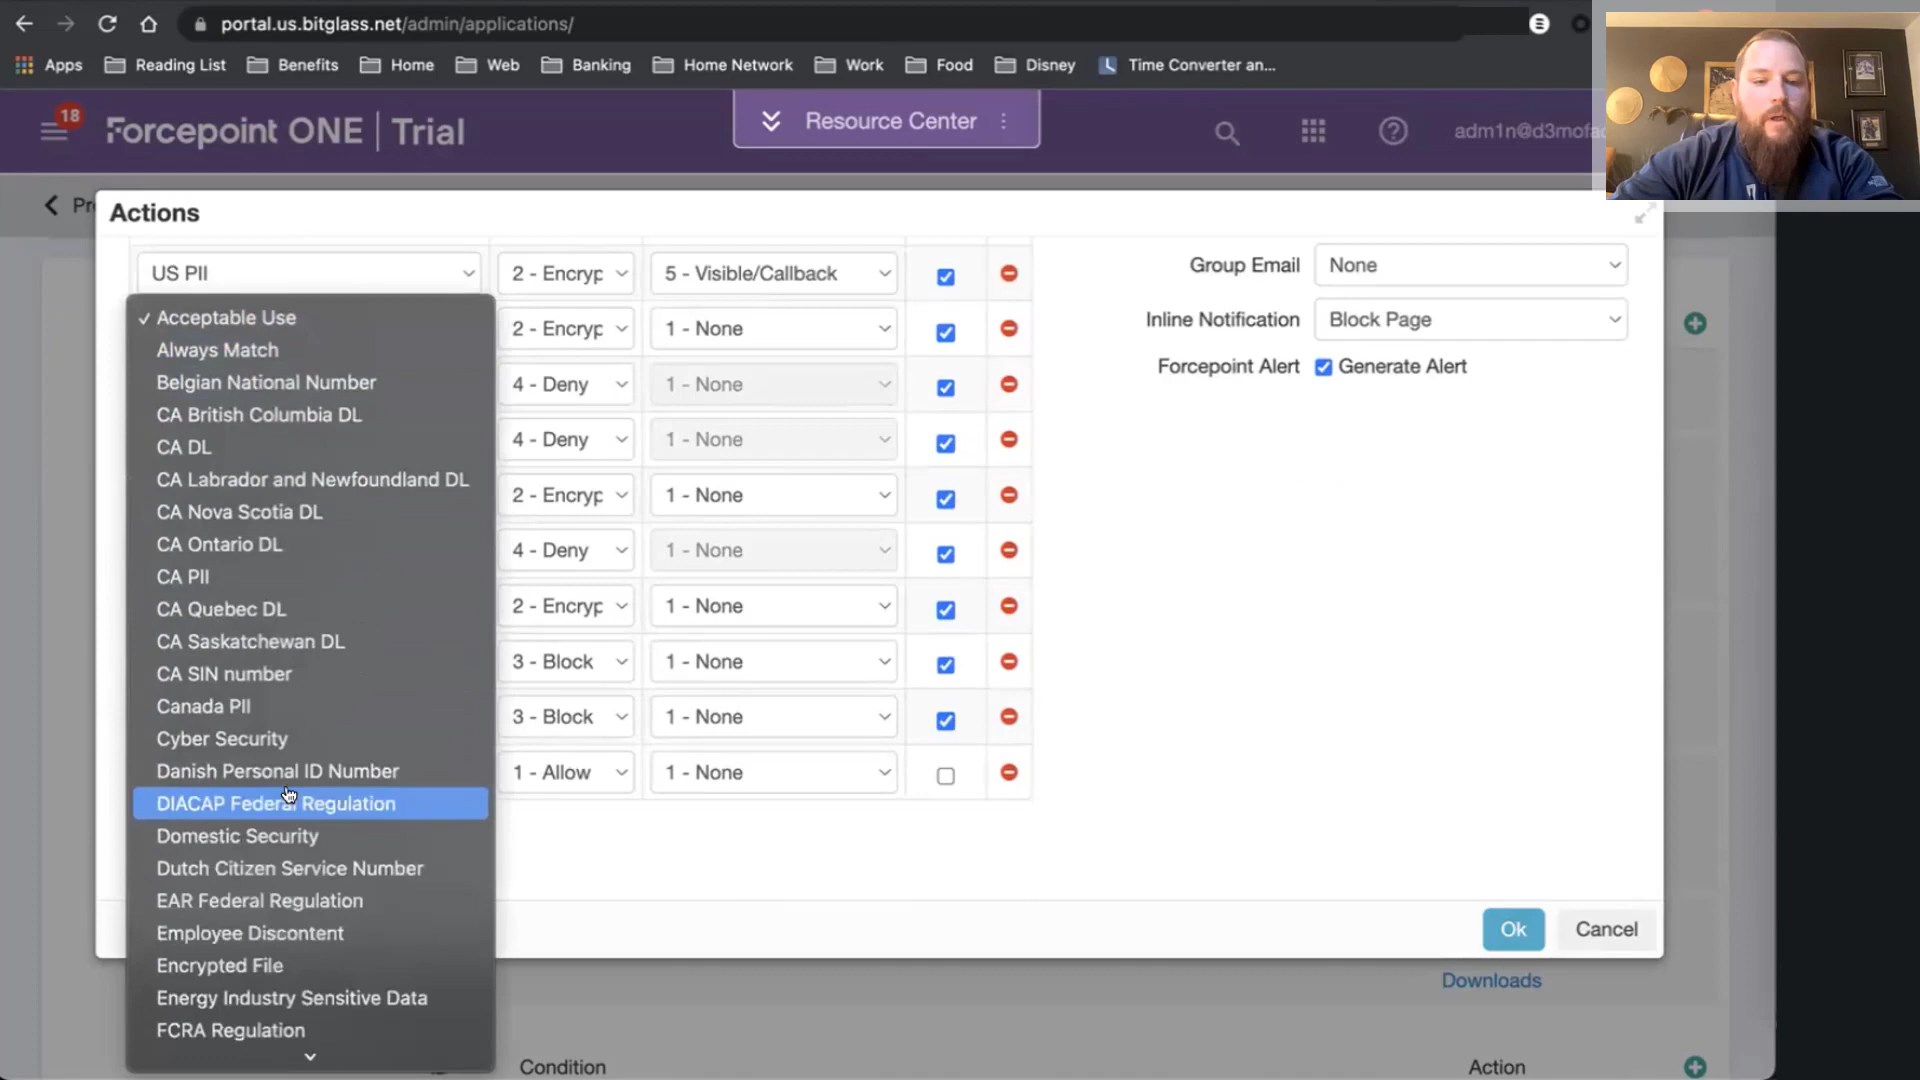 portal.us.bitglass.net/admin/applications/
Apps Reading List Benefits Home Web Banking Home Network Work Food Disney Time Converter an...
18 Forcepoint ONE | Trial Resource Center adm1n@d3mofac
Actions
US PII 2 - Encryp 5 - Visible/Callback Group Email None
✓ Acceptable Use 2 - Encryp 1 - None Inline Notification Block Page
Always Match
Forcepoint Alert Generate Alert
Belgian National Number 4 - Deny 1 - None
CA British Columbia DL
CA DL 4 - Deny 1 - None
CA Labrador and Newfoundland DL 2 - Encryp 1 - None
CA Nova Scotia DL
CA Ontario DL 4 - Deny 1 - None
CA PII
CA Quebec DL 2 - Encryp 1 - None
CA Saskatchewan DL 3 - Block 1 - None
CA SIN number
Canada PII 3 - Block 1 - None
Cyber Security
Danish Personal ID Number 1 - Allow 1 - None
DIACAP Federal Regulation
Domestic Security
Dutch Citizen Service Number
EAR Federal Regulation
Employee Discontent Ok Cancel
Encrypted File
Downloads
Energy Industry Sensitive Data
FCRA Regulation
Condition Action